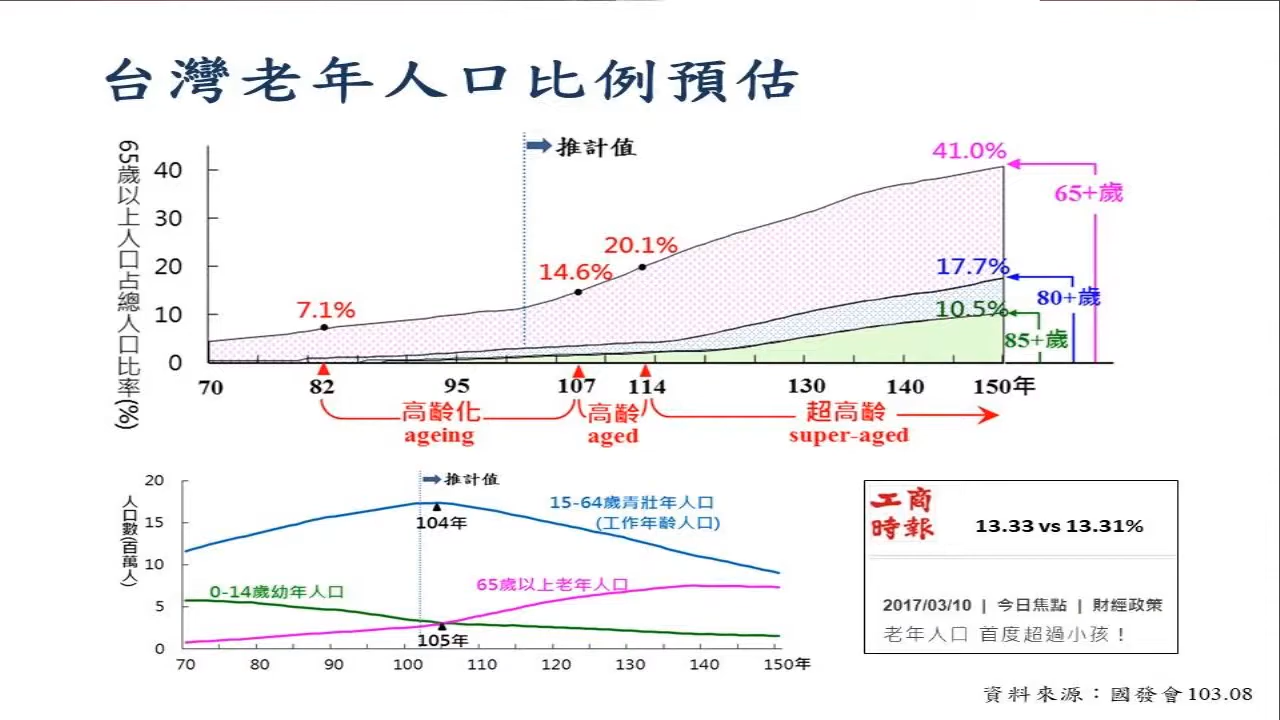 台灣老年人口比例預估
65歲以上人口占總人口比率(%)
推計值
40
30
20
10
0
41.0%
65+歲
20.1%
14.6%
17.7%
80+歲
7.1%
10.5%
85+歲
70 82 95 107 114 130 140 150年
高齡化 高齡 超高齡
ageing aged super-aged
人口數(百萬人)
20
15
10
5
0
推計值
15-64歲青壯年人口
(工作年齡人口)
104年
0-14歲幼年人口
65歲以上老年人口
105年
70 80 90 100 110 120 130 140 150年
工商
時報
13.33 vs 13.31%
2017/03/10 | 今日焦點 | 財經政策
老年人口 首度超過小孩！
資料來源：國發會103.08